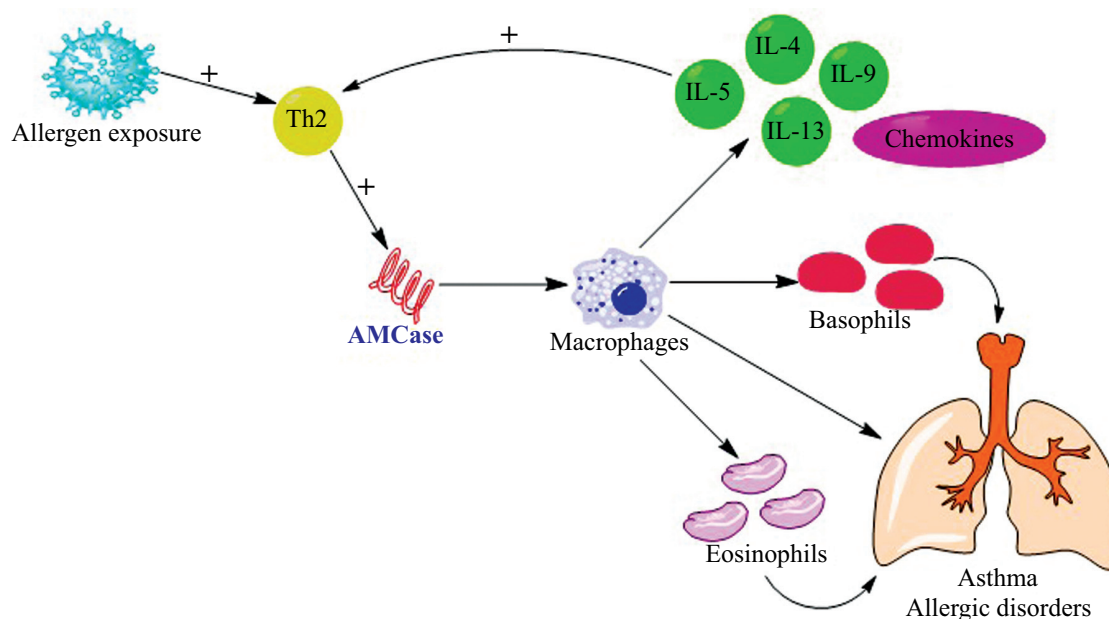 +
IL-4
IL-9
IL-5
+
Allergen exposure
Th2
IL-13
Chemokines
+
AMCase
Macrophages
Basophils
Eosinophils
Asthma
Allergic disorders